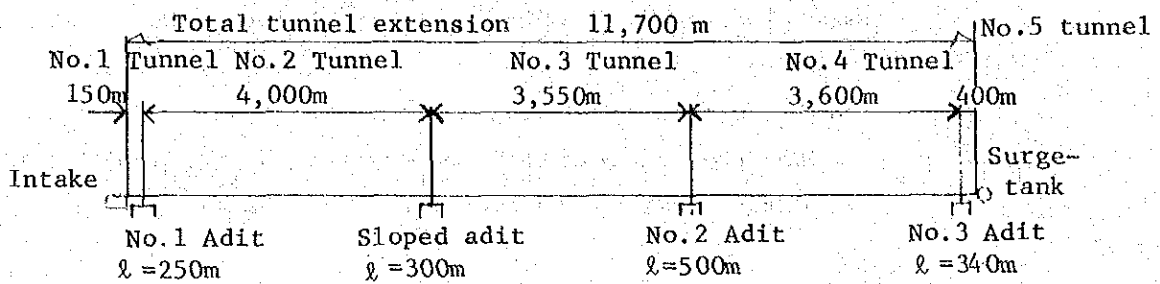 Total tunnel extension 11,700 m
No.5 tunnel
No.1 Tunnel No.2 Tunnel No.3 Tunnel No.4 Tunnel
150m 4,000m 3,550m 3,600m 400m
Intake
Surge-
tank
No.1 Adit Sloped adit No.2 Adit No.3 Adit
ℓ =250m ℓ =300m ℓ=500m ℓ =340m